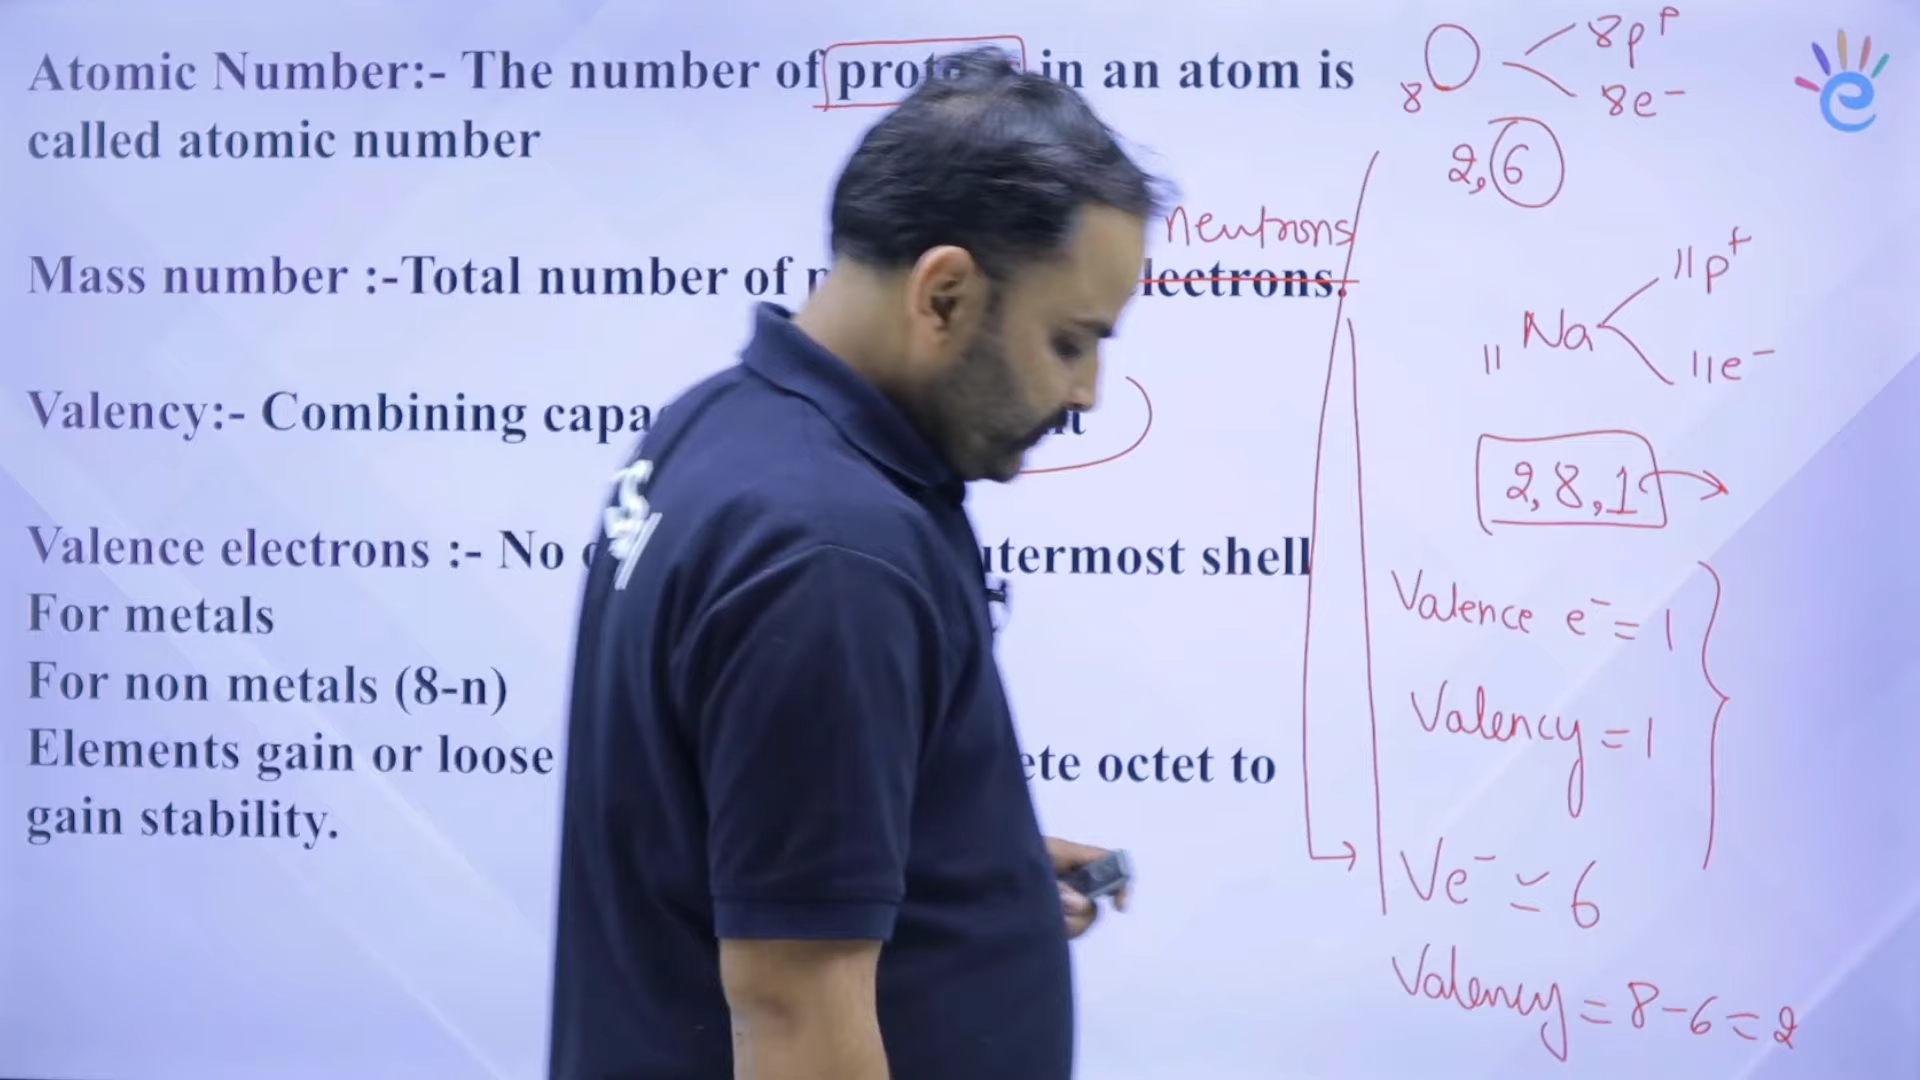 Atomic Number:- The number of in an atom is
called atomic number
neutrons
Mass number :-Total number of lectrons.
Valency:- Combining
Valence electrons :- No utermost shell
For metals
For non metals (8-n)
Elements gain or loose ete octet to
gain stability.
8 O 8p+
8e-
2,6
11 Na 11p+
11e-
2,8,1
Valence e- = 1
Valency = 1
Ve- = 6
Valency = 8-6=2